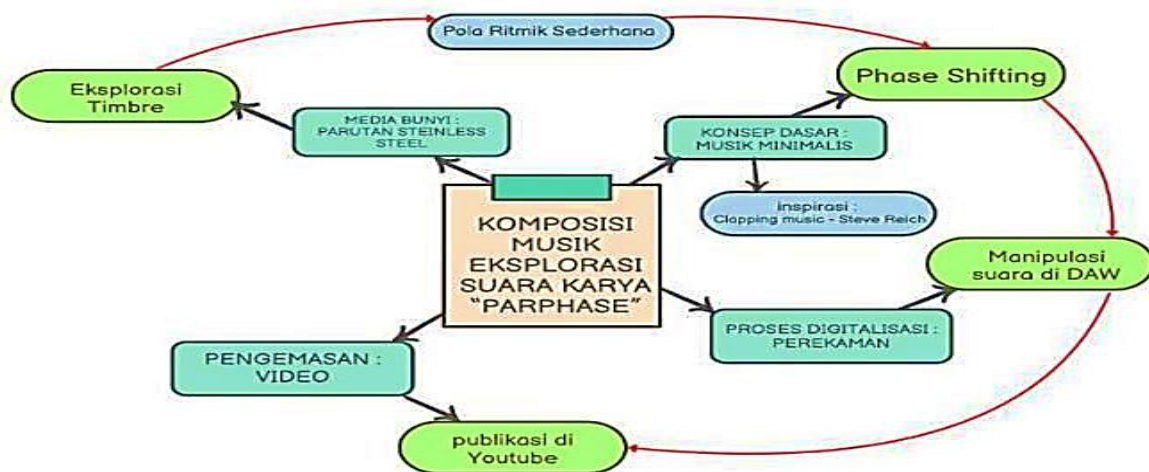 Pola Ritmik Sederhana
Eksplorasi
Timbre
Phase Shifting
MEDIA BUNYI :
PARUTAN STEINLESS
STEEL
KONSEP DASAR :
MUSIK MINIMALIS
inspirasi :
Clapping music - Steve Reich
KOMPOSISI
MUSIK
EKSPLORASI
SUARA KARYA
"PARPHASE"
Manipulasi
suara di DAW
PROSES DIGITALISASI :
PEREKAMAN
PENGEMASAN :
VIDEO
publikasi di
Youtube